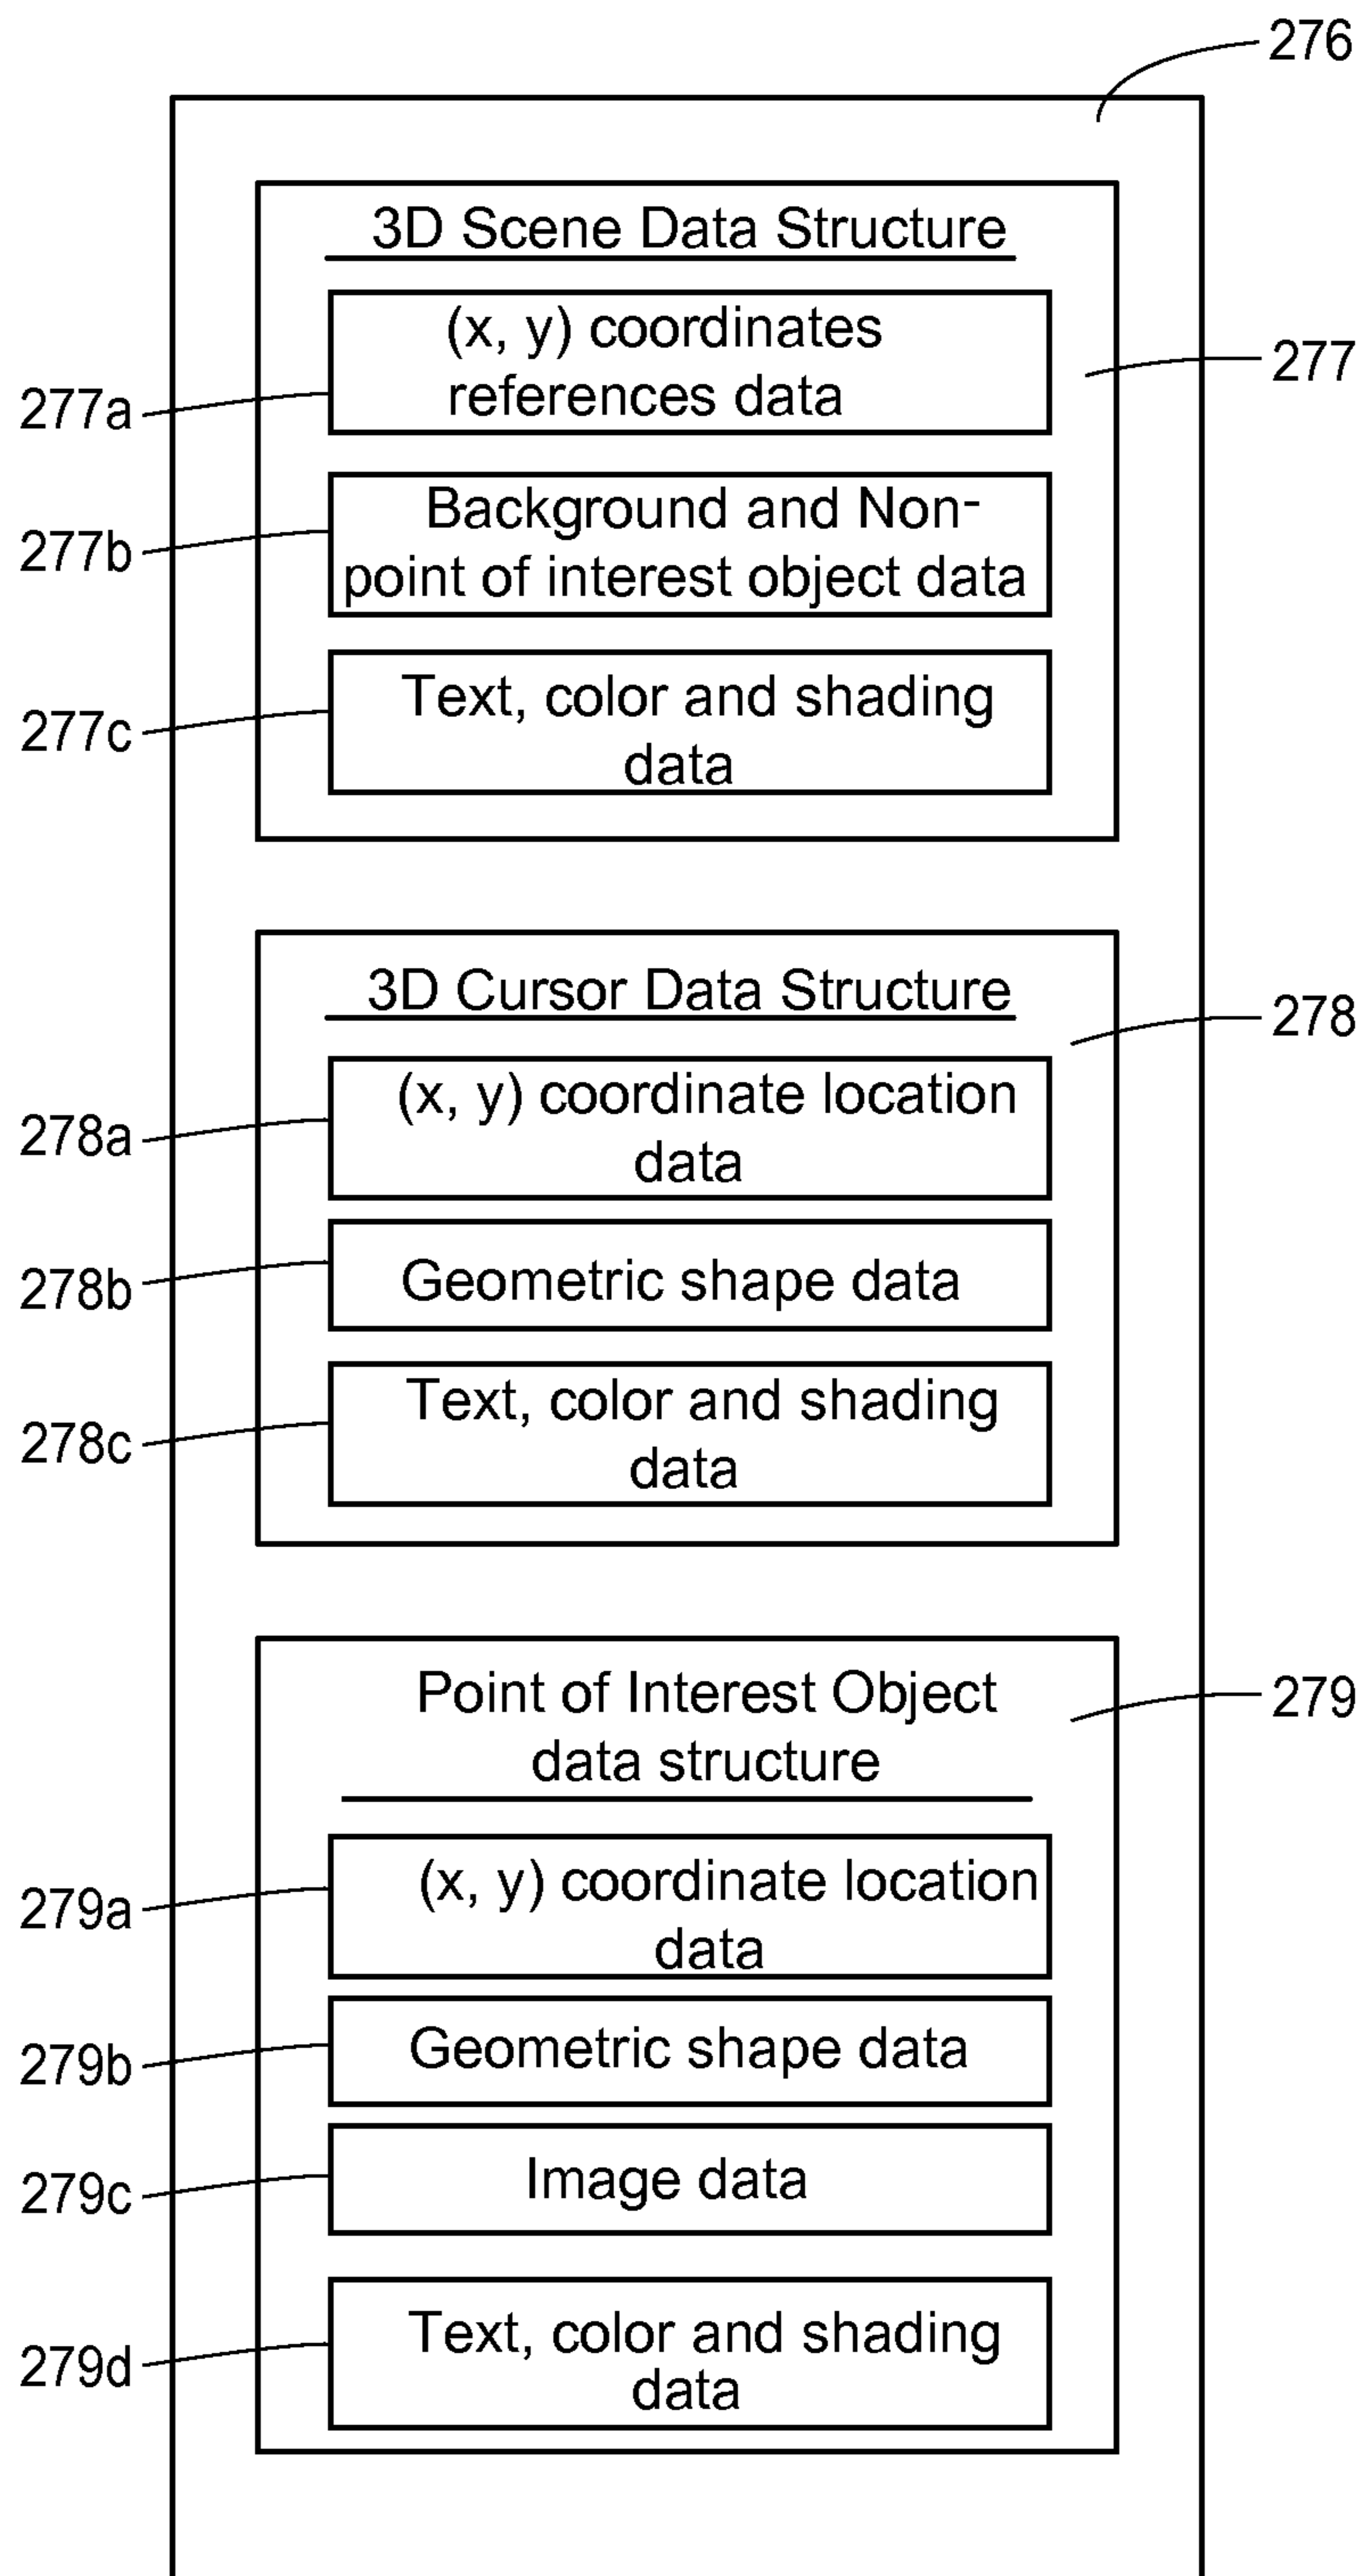 276
3D Scene Data Structure
(x, y) coordinates
references data
277
277a
Background and Non-
point of interest object data
277b
Text, color and shading
data
277c
3D Cursor Data Structure
278
(x, y) coordinate location
data
278a
Geometric shape data
278b
Text, color and shading
data
278c
Point of Interest Object
data structure
279
(x, y) coordinate location
data
279a
Geometric shape data
279b
Image data
279c
Text, color and shading
data
279d